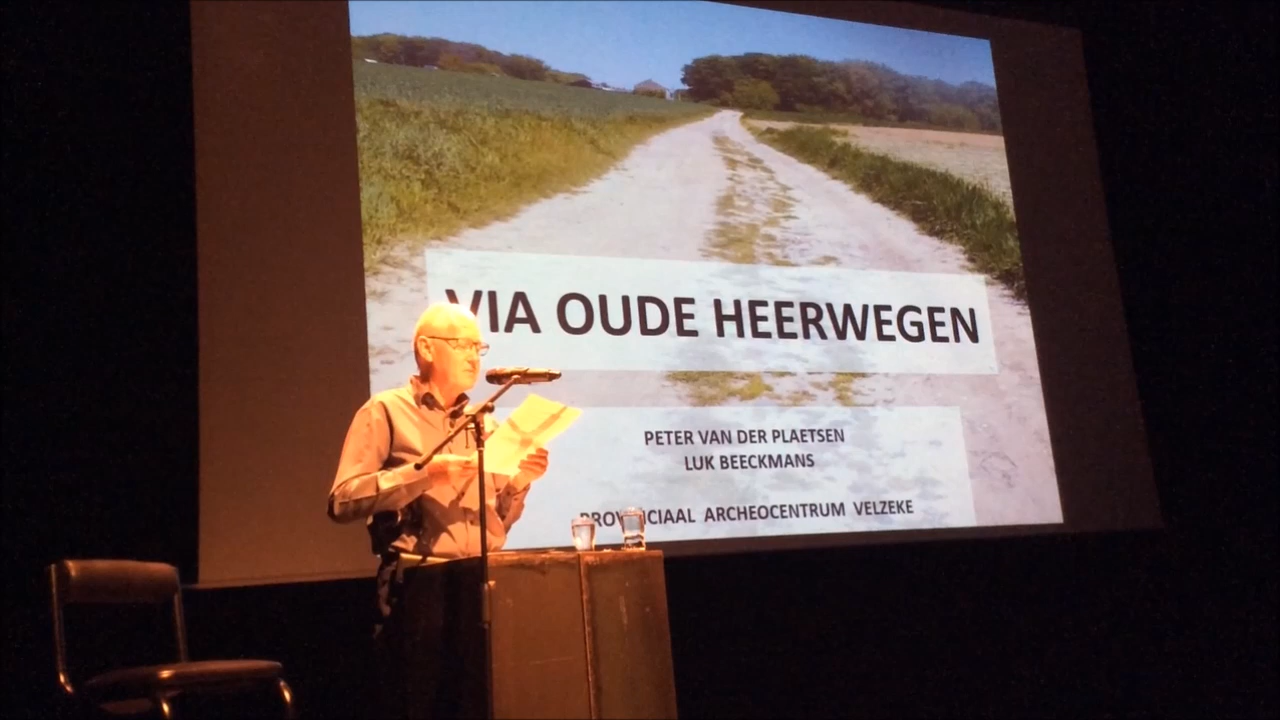 VIA OUDE HEERWEGEN
PETER VAN DER PLAETSEN
LUK BEECKMANS
PROVINCIAAL ARCHEOCENTRUM VELZEKE